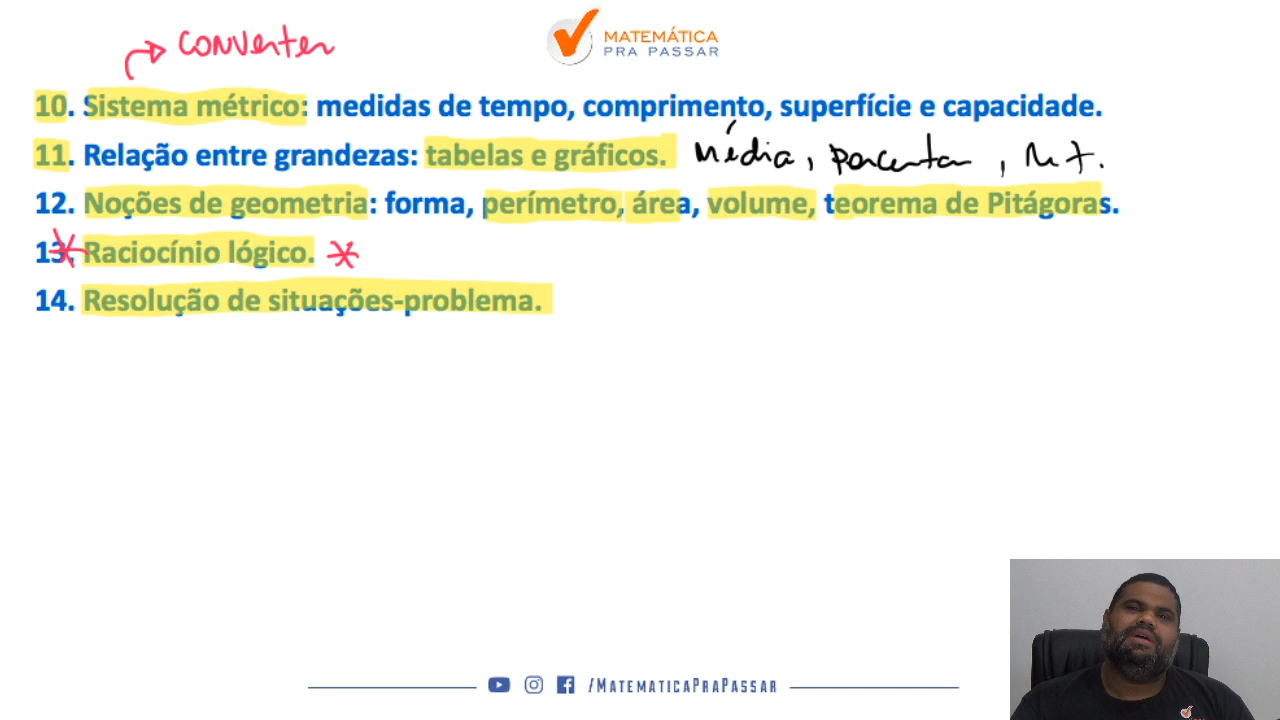 converter
MATEMÁTICA
PRA PASSAR
10. Sistema métrico: medidas de tempo, comprimento, superfície e capacidade.
11. Relação entre grandezas: tabelas e gráficos. média, porcentam,
12. Noções de geometria: forma, perímetro, área, volume, teorema de Pitágoras.
13. Raciocínio lógico.
14. Resolução de situações-problema.
/MATEMATICAPRAPASSAR